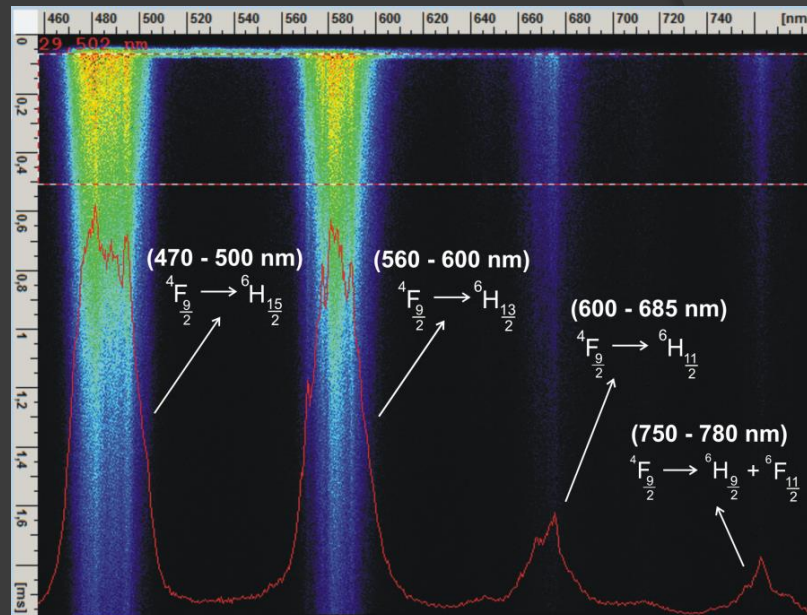 460 480 500 520 540 560 580 600 620 640 660 680 700 720 740 [nm]
29,502 nm
0
0,2
0,4
0,6
0,8
1
1,2
1,4
1,6
[ms]
(470 - 500 nm)
⁴F₉⁄₂ → ⁶H₁₅⁄₂
(560 - 600 nm)
⁴F₉⁄₂ → ⁶H₁₃⁄₂
(600 - 685 nm)
⁴F₉⁄₂ → ⁶H₁₁⁄₂
(750 - 780 nm)
⁴F₉⁄₂ → ⁶H₉⁄₂ + ⁶F₁₁⁄₂